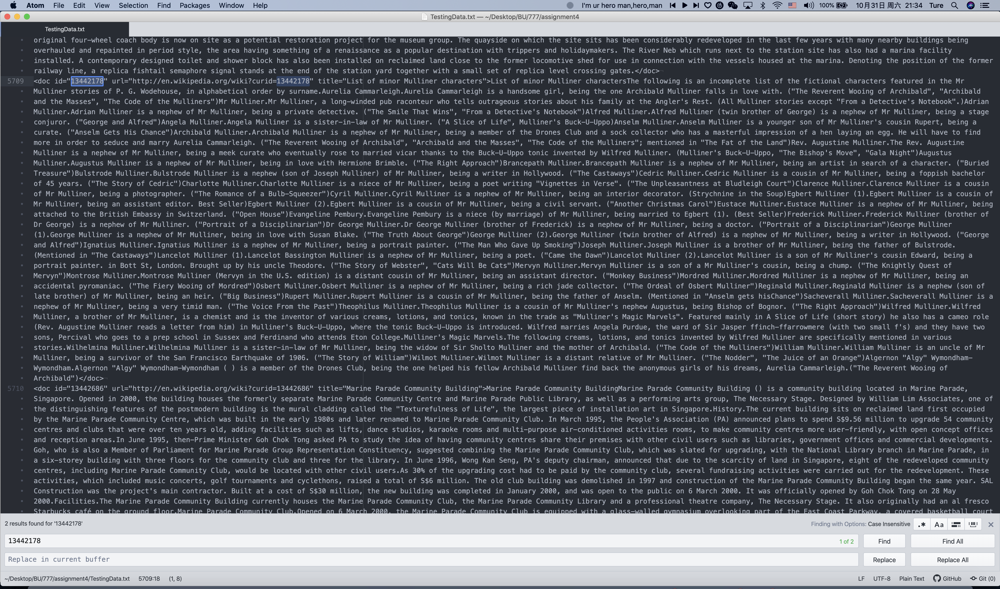 Atom File Edit View Selection Find Packages Window Help I'm ur hero man,hero,man 100% 10月31日 周六 21:34 Ture
TestingData.txt — ~/Desktop/BU/777/assignment4
TestingData.txt
original four-wheel coach body is now on site as a potential restoration project for the museum group. The quayside on which the site sits has been considerably redeveloped in the last few years with many nearby buildings being
overhauled and repainted in period style, the area having something of a renaissance as a popular destination with trippers and holidaymakers. The River Neb which runs next to the station site has also had a marina facility
installed. A contemporary designed toilet and shower block has also been installed on reclaimed land close to the former locomotive shed for use in connection with the vessels housed at the marina. Denoting the position of the former
railway line, a replica fishtail semaphore signal stands at the end of the station yard together with a small set of replica level crossing gates.</doc>¬
5709 <doc id="13442178" url="http://en.wikipedia.org/wiki?curid=13442178" title="List of minor Mulliner characters">List of minor Mulliner charactersThe following is an incomplete list of the fictional characters featured in the Mr
Mulliner stories of P. G. Wodehouse, in alphabetical order by surname.Aurelia Cammarleigh.Aurelia Cammarleigh is a handsome girl, being the one Archibald Mulliner falls in love with. ("The Reverent Wooing of Archibald", "Archibald
and the Masses", "The Code of the Mulliners")Mr Mulliner.Mr Mulliner, a long-winded pub raconteur who tells outrageous stories about his family at the Angler's Rest. (All Mulliner stories except "From a Detective's Notebook".)Adrian
Mulliner.Adrian Mulliner is a nephew of Mr Mulliner, being a private detective. ("The Smile That Wins", "From a Detective's Notebook")Alfred Mulliner.Alfred Mulliner (twin brother of George) is a nephew of Mr Mulliner, being a stage
conjuror. ("George and Alfred")Angela Mulliner.Angela Mulliner is a sister-in-law of Mr Mulliner. ("A Slice of Life", Mulliner's Buck-U-Uppo)Anselm Mulliner.Anselm Mulliner is a younger son of Mr Mulliner's cousin Rupert, being a
curate. ("Anselm Gets His Chance")Archibald Mulliner.Archibald Mulliner is a nephew of Mr Mulliner, being a member of the Drones Club and a sock collector who has a masterful impression of a hen laying an egg. He will have to find
more in order to seduce and marry Aurelia Cammarleigh. ("The Reverent Wooing of Archibald", "Archibald and the Masses", "The Code of the Mulliners"; mentioned in "The Fat of the Land")Rev. Augustine Mulliner.The Rev. Augustine
Mulliner is a nephew of Mr Mulliner, being a meek curate who eventually rose to married vicar thanks to the Buck-U-Uppo tonic invented by Wilfred Mulliner. (Mulliner's Buck-U-Uppo, "The Bishop's Move", "Gala Night")Augustus
Mulliner.Augustus Mulliner is a nephew of Mr Mulliner, being in love with Hermione Brimble. ("The Right Approach")Brancepath Mulliner.Brancepath Mulliner is a nephew of Mr Mulliner, being an artist in search of a character. ("Buried
Treasure")Bulstrode Mulliner.Bulstrode Mulliner is a nephew (son of Joseph Mulliner) of Mr Mulliner, being a writer in Hollywood. ("The Castaways")Cedric Mulliner.Cedric Mulliner is a cousin of Mr Mulliner, being a foppish bachelor
of 45 years. ("The Story of Cedric")Charlotte Mulliner.Charlotte Mulliner is a niece of Mr Mulliner, being a poet writing "Vignettes in Verse". ("The Unpleasantness at Bludleigh Court")Clarence Mulliner.Clarence Mulliner is a cousin
of Mr Mulliner, being a photographer. ("The Romance of a Bulb-Squeezer")Cyril Mulliner.Cyril Mulliner is a nephew of Mr Mulliner, being an interior decorator. (Strychnine in the Soup)Egbert Mulliner (1).Egbert Mulliner is a cousin of
Mr Mulliner, being an assistant editor. Best Seller)Egbert Mulliner (2).Egbert Mulliner is a cousin of Mr Mulliner, being a civil servant. ("Another Christmas Carol")Eustace Mulliner.Eustace Mulliner is a nephew of Mr Mulliner, being
attached to the British Embassy in Switzerland. ("Open House")Evangeline Pembury.Evangeline Pembury is a niece (by marriage) of Mr Mulliner, being married to Egbert (1). (Best Seller)Frederick Mulliner.Frederick Mulliner (brother of
Dr George) is a nephew of Mr Mulliner. ("Portrait of a Disciplinarian")Dr George Mulliner.Dr George Mulliner (brother of Frederick) is a nephew of Mr Mulliner, being a doctor. ("Portrait of a Disciplinarian")George Mulliner
(1).George Mulliner is a nephew of Mr Mulliner, being in love with Susan Blake. ("The Truth About George")George Mulliner (2).George Mulliner (twin brother of Alfred) is a nephew of Mr Mulliner, being a writer in Hollywood. ("George
and Alfred")Ignatius Mulliner.Ignatius Mulliner is a nephew of Mr Mulliner, being a portrait painter. ("The Man Who Gave Up Smoking")Joseph Mulliner.Joseph Mulliner is a brother of Mr Mulliner, being the father of Bulstrode.
(Mentioned in "The Castaways")Lancelot Mulliner (1).Lancelot Bassington Mulliner is a nephew of Mr Mulliner, being a poet. ("Came the Dawn")Lancelot Mulliner (2).Lancelot Mulliner is a son of Mr Mulliner's cousin Edward, being a
portrait painter. in Bott St, London. Brought up by his uncle Theodore. ("The Story of Webster", "Cats Will Be Cats")Mervyn Mulliner.Mervyn Mulliner is a son of a Mr Mulliner's cousin, being a chump. ("The Knightly Quest of
Mervyn")Montrose Mulliner.Montrose Mulliner (Mervyn in the U.S. edition) is a distant cousin of Mr Mulliner, being an assistant director. ("Monkey Business")Mordred Mulliner.Mordred Mulliner is a nephew of Mr Mulliner, being an
accidental pyromaniac. ("The Fiery Wooing of Mordred")Osbert Mulliner.Osbert Mulliner is a nephew of Mr Mulliner, being a rich jade collector. ("The Ordeal of Osbert Mulliner")Reginald Mulliner.Reginald Mulliner is a nephew (son of
late brother) of Mr Mulliner, being an heir. ("Big Business")Rupert Mulliner.Rupert Mulliner is a cousin of Mr Mulliner, being the father of Anselm. (Mentioned in "Anselm gets hisChance")Sacheverall Mulliner.Sacheverall Mulliner is a
nephew of Mr Mulliner, being a very timid man. ("The Voice From the Past")Theophilus Mulliner.Theophilus Mulliner is a cousin of Mr Mulliner's nephew Augustus, being Bishop of Bognor. ("The Right Approach")Wilfred Mulliner.Wilfred
Mulliner, a brother of Mr Mulliner, is a chemist and is the inventor of various creams, lotions, and tonics, known in the trade as "Mulliner's Magic Marvels". Featured mainly in A Slice of Life (short story) he also has a cameo role
(Rev. Augustine Mulliner reads a letter from him) in Mulliner's Buck-U-Uppo, where the tonic Buck-U-Uppo is introduced. Wilfred marries Angela Purdue, the ward of Sir Jasper ffinch-ffarrowmere (with two small f's) and they have two
sons, Percival who goes to a prep school in Sussex and Ferdinand who attends Eton College.Mulliner's Magic Marvels.The following creams, lotions, and tonics invented by Wilfred Mulliner are specifically mentioned in various
stories.Wilhelmina Mulliner.Wilhelmina Mulliner is a sister-in-law of Mr Mulliner, being the widow of Sir Sholto Mulliner and the mother of Archibald. ("The Code of the Mulliners")William Mulliner.William Mulliner is an uncle of Mr
Mulliner, being a survivor of the San Francisco Earthquake of 1906. ("The Story of William")Wilmot Mulliner.Wilmot Mulliner is a distant relative of Mr Mulliner. ("The Nodder", "The Juice of an Orange")Algernon "Algy" Wymondham-
Wymondham.Algernon "Algy" Wymondham-Wymondham ( ) is a member of the Drones Club, being the one helped his fellow Archibald Mulliner find back the anonymous girls of his dreams, Aurelia Cammarleigh.("The Reverent Wooing of
Archibald")</doc>¬
5710 <doc id="13442686" url="http://en.wikipedia.org/wiki?curid=13442686" title="Marine Parade Community Building">Marine Parade Community BuildingMarine Parade Community Building () is a community building located in Marine Parade,
Singapore. Opened in 2000, the building houses the formerly separate Marine Parade Community Centre and Marine Parade Public Library, as well as a performing arts group, The Necessary Stage. Designed by William Lim Associates, one of
the distinguishing features of the postmodern building is the mural cladding called the "Texturefulness of Life", the largest piece of installation art in Singapore.History.The current building sits on reclaimed land first occupied
by the Marine Parade Community Centre, which was built in the early 1980s and later renamed to Marine Parade Community Club. In March 1995, the People's Association (PA) announced plans to spend S$9.56 million to upgrade 54 community
centres and clubs that were over ten years old, adding facilities such as lifts, dance studios, karaoke rooms and multi-purpose air-conditioned activities rooms, to make community centres more user-friendly, with open concept offices
and reception areas.In June 1995, then-Prime Minister Goh Chok Tong asked PA to study the idea of having community centres share their premises with other civil users such as libraries, government offices and commercial developments.
Goh, who is also a Member of Parliament for Marine Parade Group Representation Constituency, suggested combining the Marine Parade Community Club, which was slated for upgrading, with the National Library branch in Marine Parade, in
a six-storey building with three floors for the community club and three for the library. In June 1996, Wong Kan Seng, PA's deputy chairman, announced that due to the scarcity of land in Singapore, eight of the redeveloped community
centres, including Marine Parade Community Club, would be located with other civil users.As 30% of the upgrading cost had to be paid by the community club, several fundraising activities were carried out for the redevelopment. These
activities, which included music concerts, golf tournaments and cyclethons, raised a total of S$6 million. The old club building was demolished in 1997 and construction of the Marine Parade Community Building began the same year. SAL
Construction was the project's main contractor. Built at a cost of S$30 million, the new building was completed in January 2000, and was open to the public on 6 March 2000. It was officially opened by Goh Chok Tong on 28 May
2000.Facilities.The Marine Parade Community Building currently houses the Marine Parade Community Club, the Marine Parade Community Library and a professional theatre company, The Necessary Stage. It also originally had an al fresco
Starbucks café on the ground floor.Marine Parade Community Club.Opened on 6 March 2000, the Marine Parade Community Club is equipped with a glass-walled gymnasium overlooking part of the East Coast Parkway, a covered basketball court
2 results found for '13442178' Finding with Options: Case Insensitive .* Aa
13442178 1 of 2 Find Find All
Replace in current buffer Replace Replace All
~/Desktop/BU/777/assignment4/TestingData.txt 5709:18 (1, 8) LF UTF-8 Plain Text GitHub Git (0)